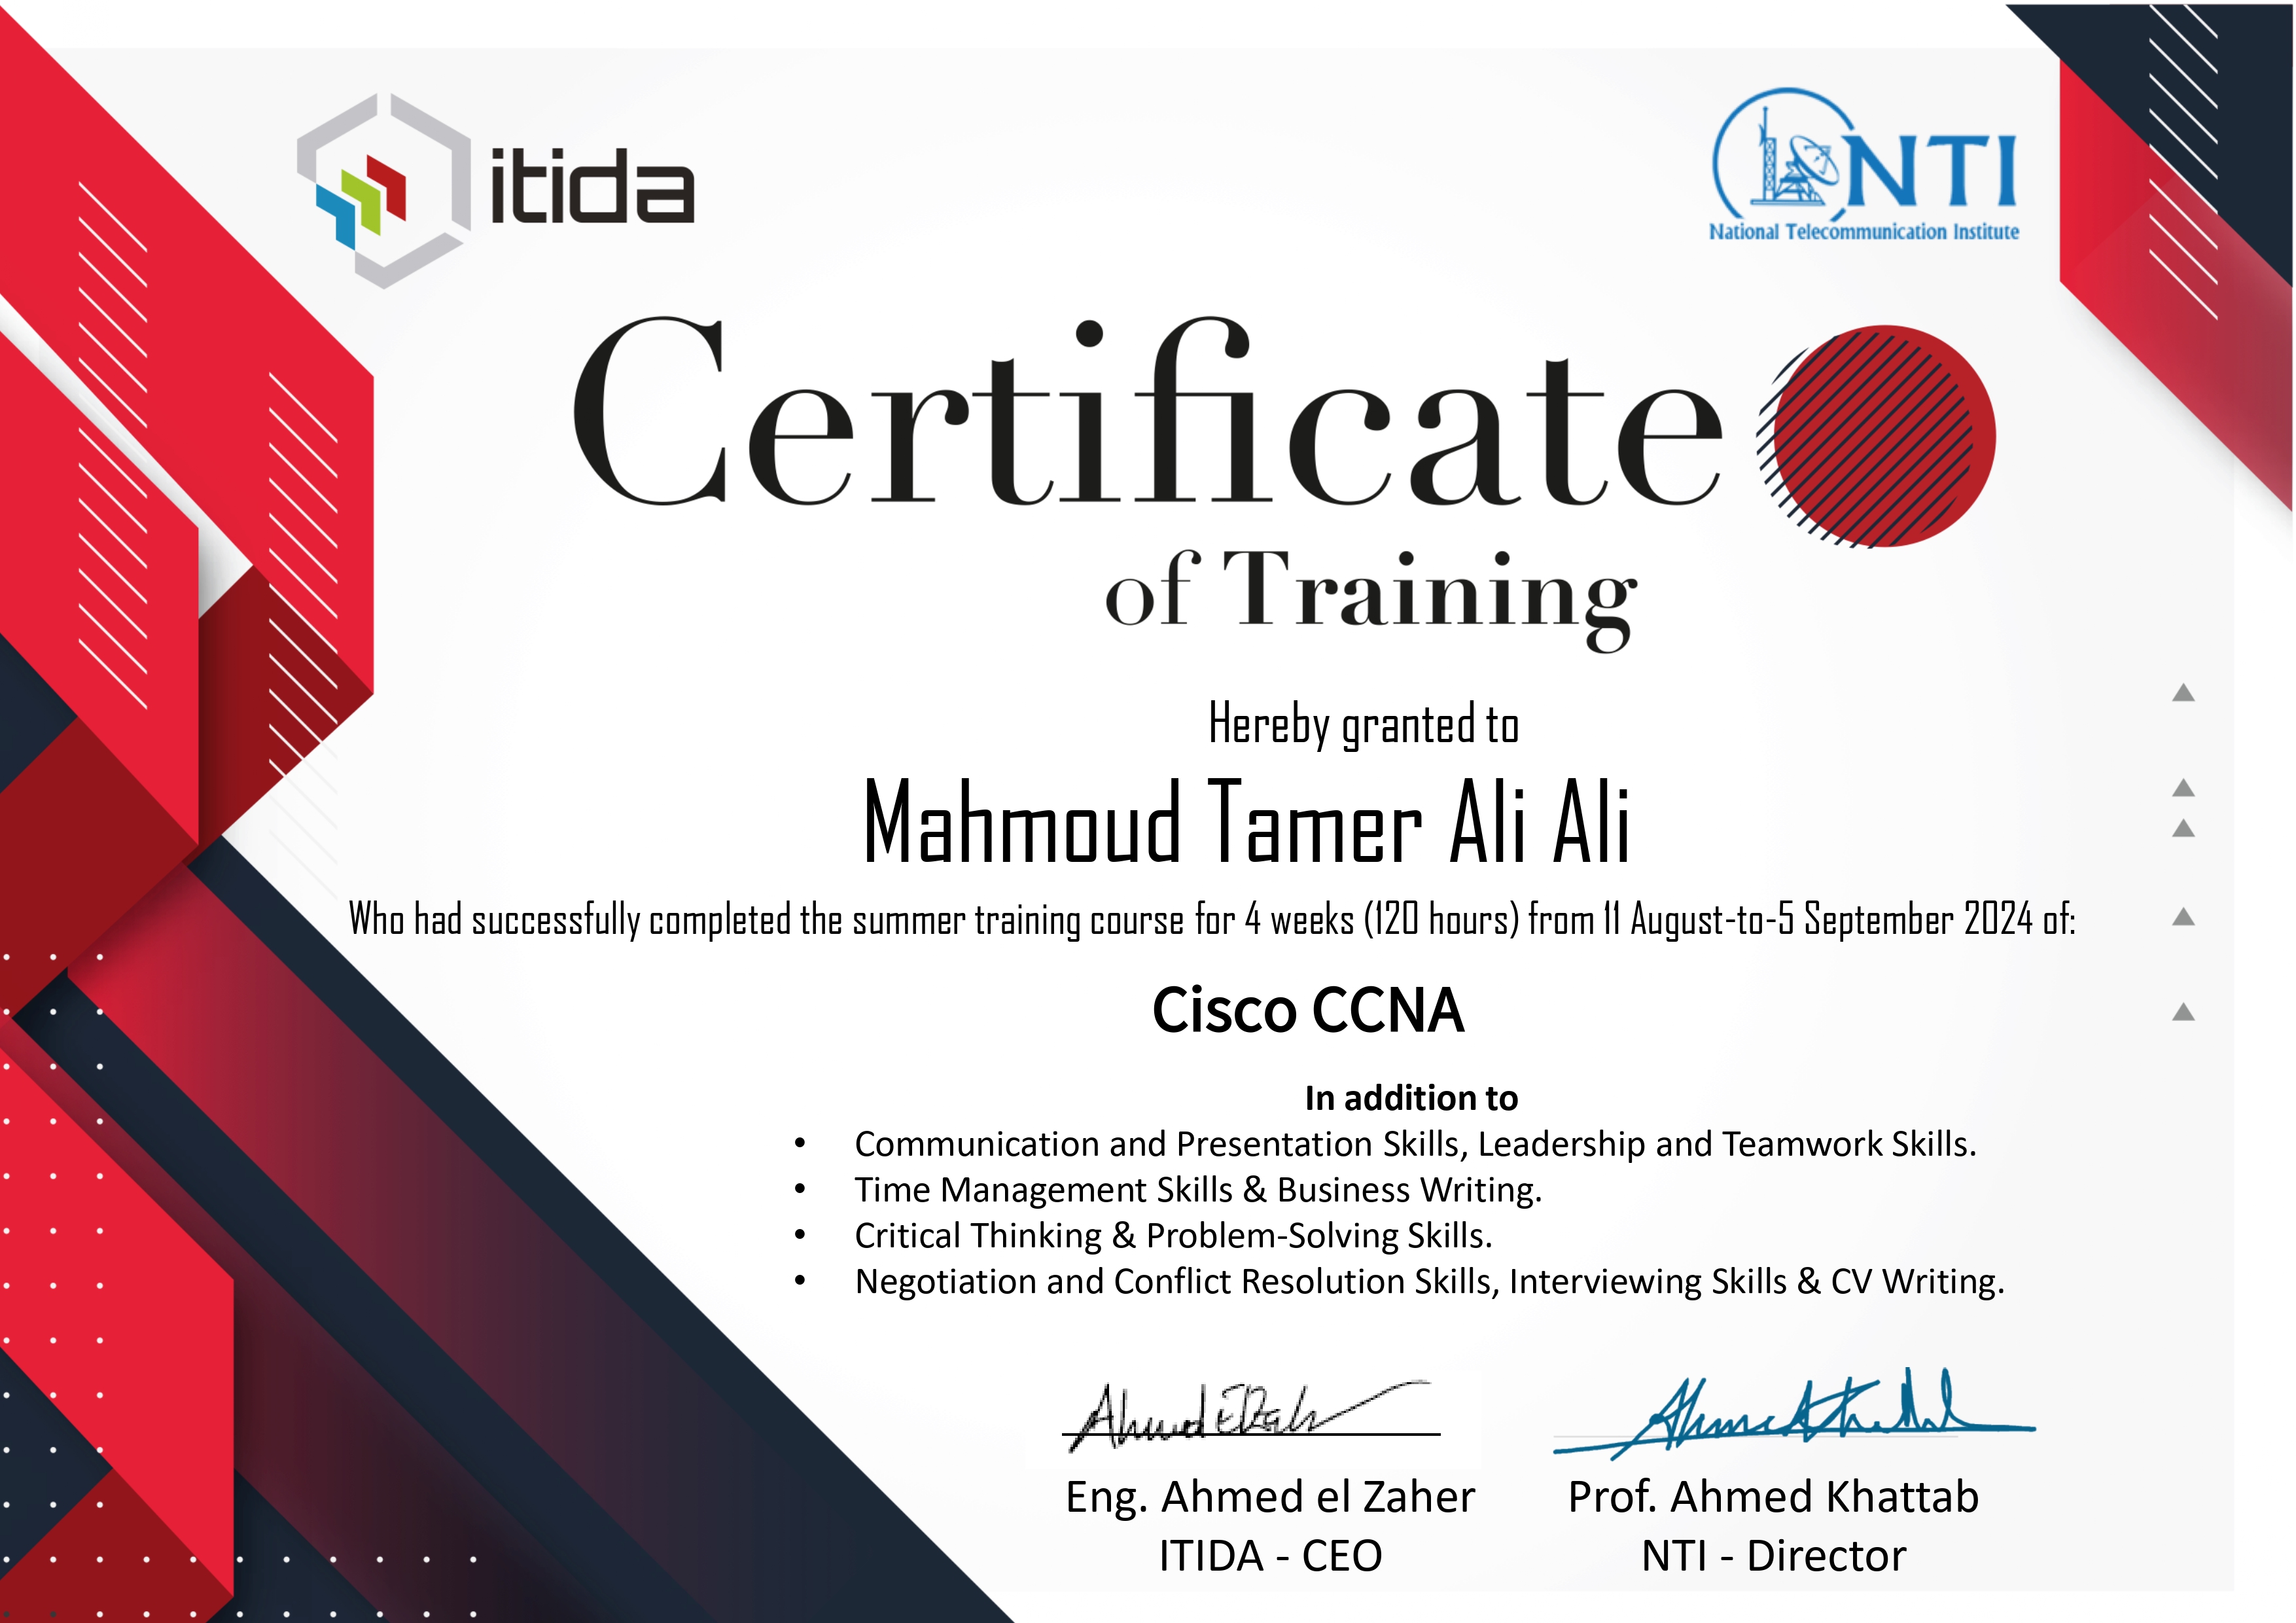 itida
NTI
National Telecommunication Institute
Certificate
of Training
Hereby granted to
Mahmoud Tamer Ali Ali
Who had successfully completed the summer training course for 4 weeks (120 hours) from 11 August-to-5 September 2024 of:
Cisco CCNA
In addition to
• Communication and Presentation Skills, Leadership and Teamwork Skills.
• Time Management Skills & Business Writing.
• Critical Thinking & Problem-Solving Skills.
• Negotiation and Conflict Resolution Skills, Interviewing Skills & CV Writing.
Eng. Ahmed el Zaher
ITIDA - CEO
Prof. Ahmed Khattab
NTI - Director